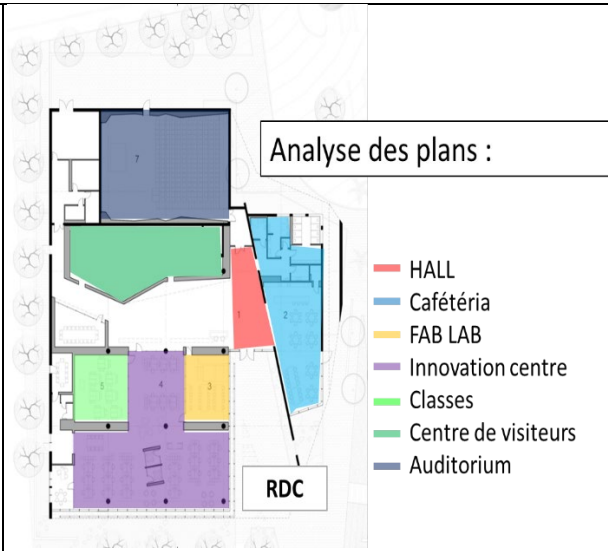 Analyse des plans :
7
1
2
HALL
Cafétéria
FAB LAB
Innovation centre
Classes
Centre de visiteurs
Auditorium
5
4
3
RDC